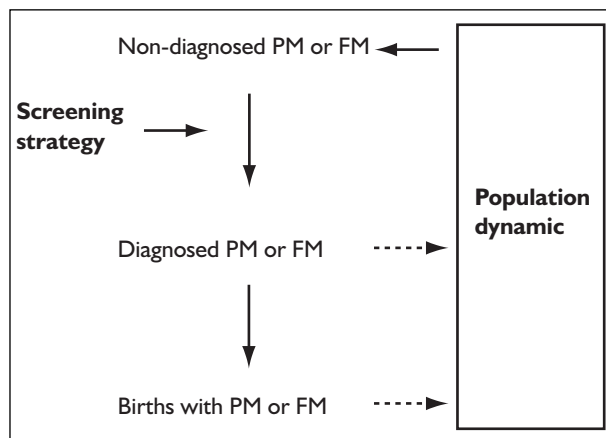 Non-diagnosed PM or FM
Screening
strategy
Population
dynamic
Diagnosed PM or FM
Births with PM or FM